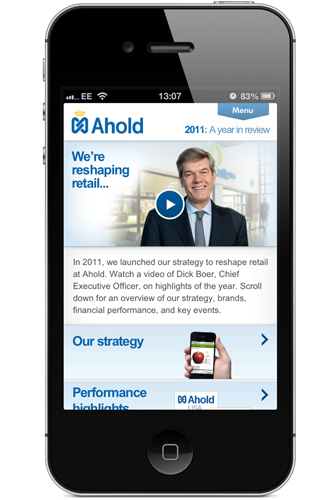 EE 13:07 83%
Menu
Ahold
2011: A year in review
We're
reshaping
retail...
In 2011, we launched our strategy to reshape retail
at Ahold. Watch a video of Dick Boer, Chief
Executive Officer, on highlights of the year. Scroll
down for an overview of our strategy, brands,
financial performance, and key events.
Our strategy
Performance
highlights
Ahold
USA